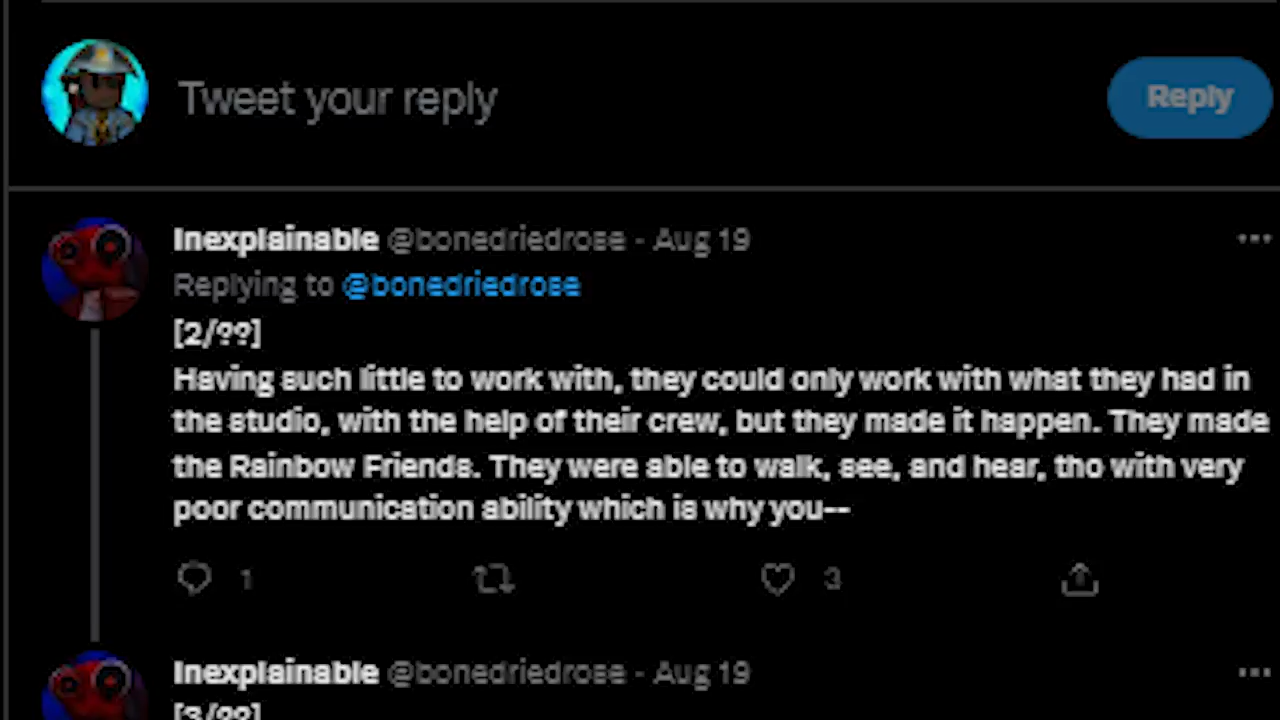 Tweet your reply
Reply
Inexplainable @bonedriedrose - Aug 19
Replying to @bonedriedrose
[2/??]
Having such little to work with, they could only work with what they had in
the studio, with the help of their crew, but they made it happen. They made
the Rainbow Friends. They were able to walk, see, and hear, tho with very
poor communication ability which is why you--
1 3
Inexplainable @bonedriedrose - Aug 19
[3/??]